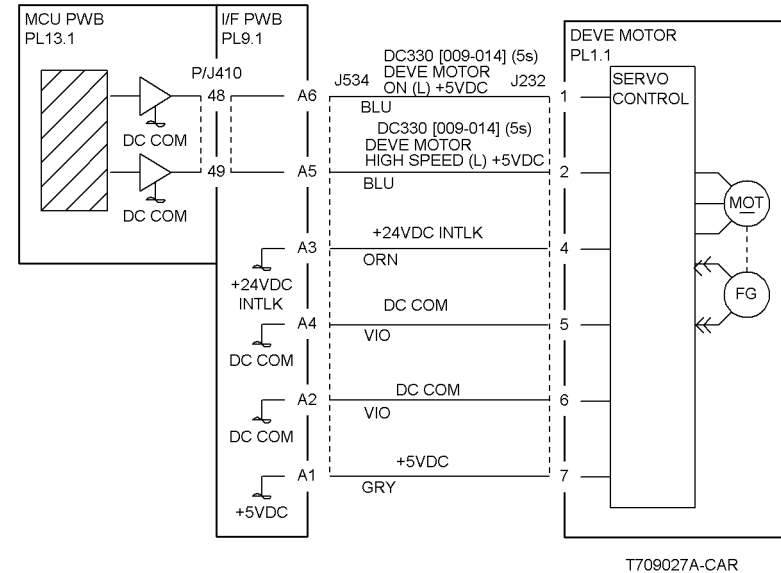 MCU PWB
PL13.1
I/F PWB
PL9.1
DEVE MOTOR
PL1.1
P/J410
J534
DC330 [009-014] (5s)
DEVE MOTOR
ON (L) +5VDC
J232
SERVO
CONTROL
48
A6
BLU
1
DC COM
DC330 [009-014] (5s)
DEVE MOTOR
HIGH SPEED (L) +5VDC
49
A5
BLU
2
DC COM
MOT
+24VDC INTLK
A3
ORN
4
+24VDC
INTLK
FG
DC COM
A4
VIO
5
DC COM
DC COM
A2
VIO
6
DC COM
+5VDC
A1
GRY
7
+5VDC
T709027A-CAR